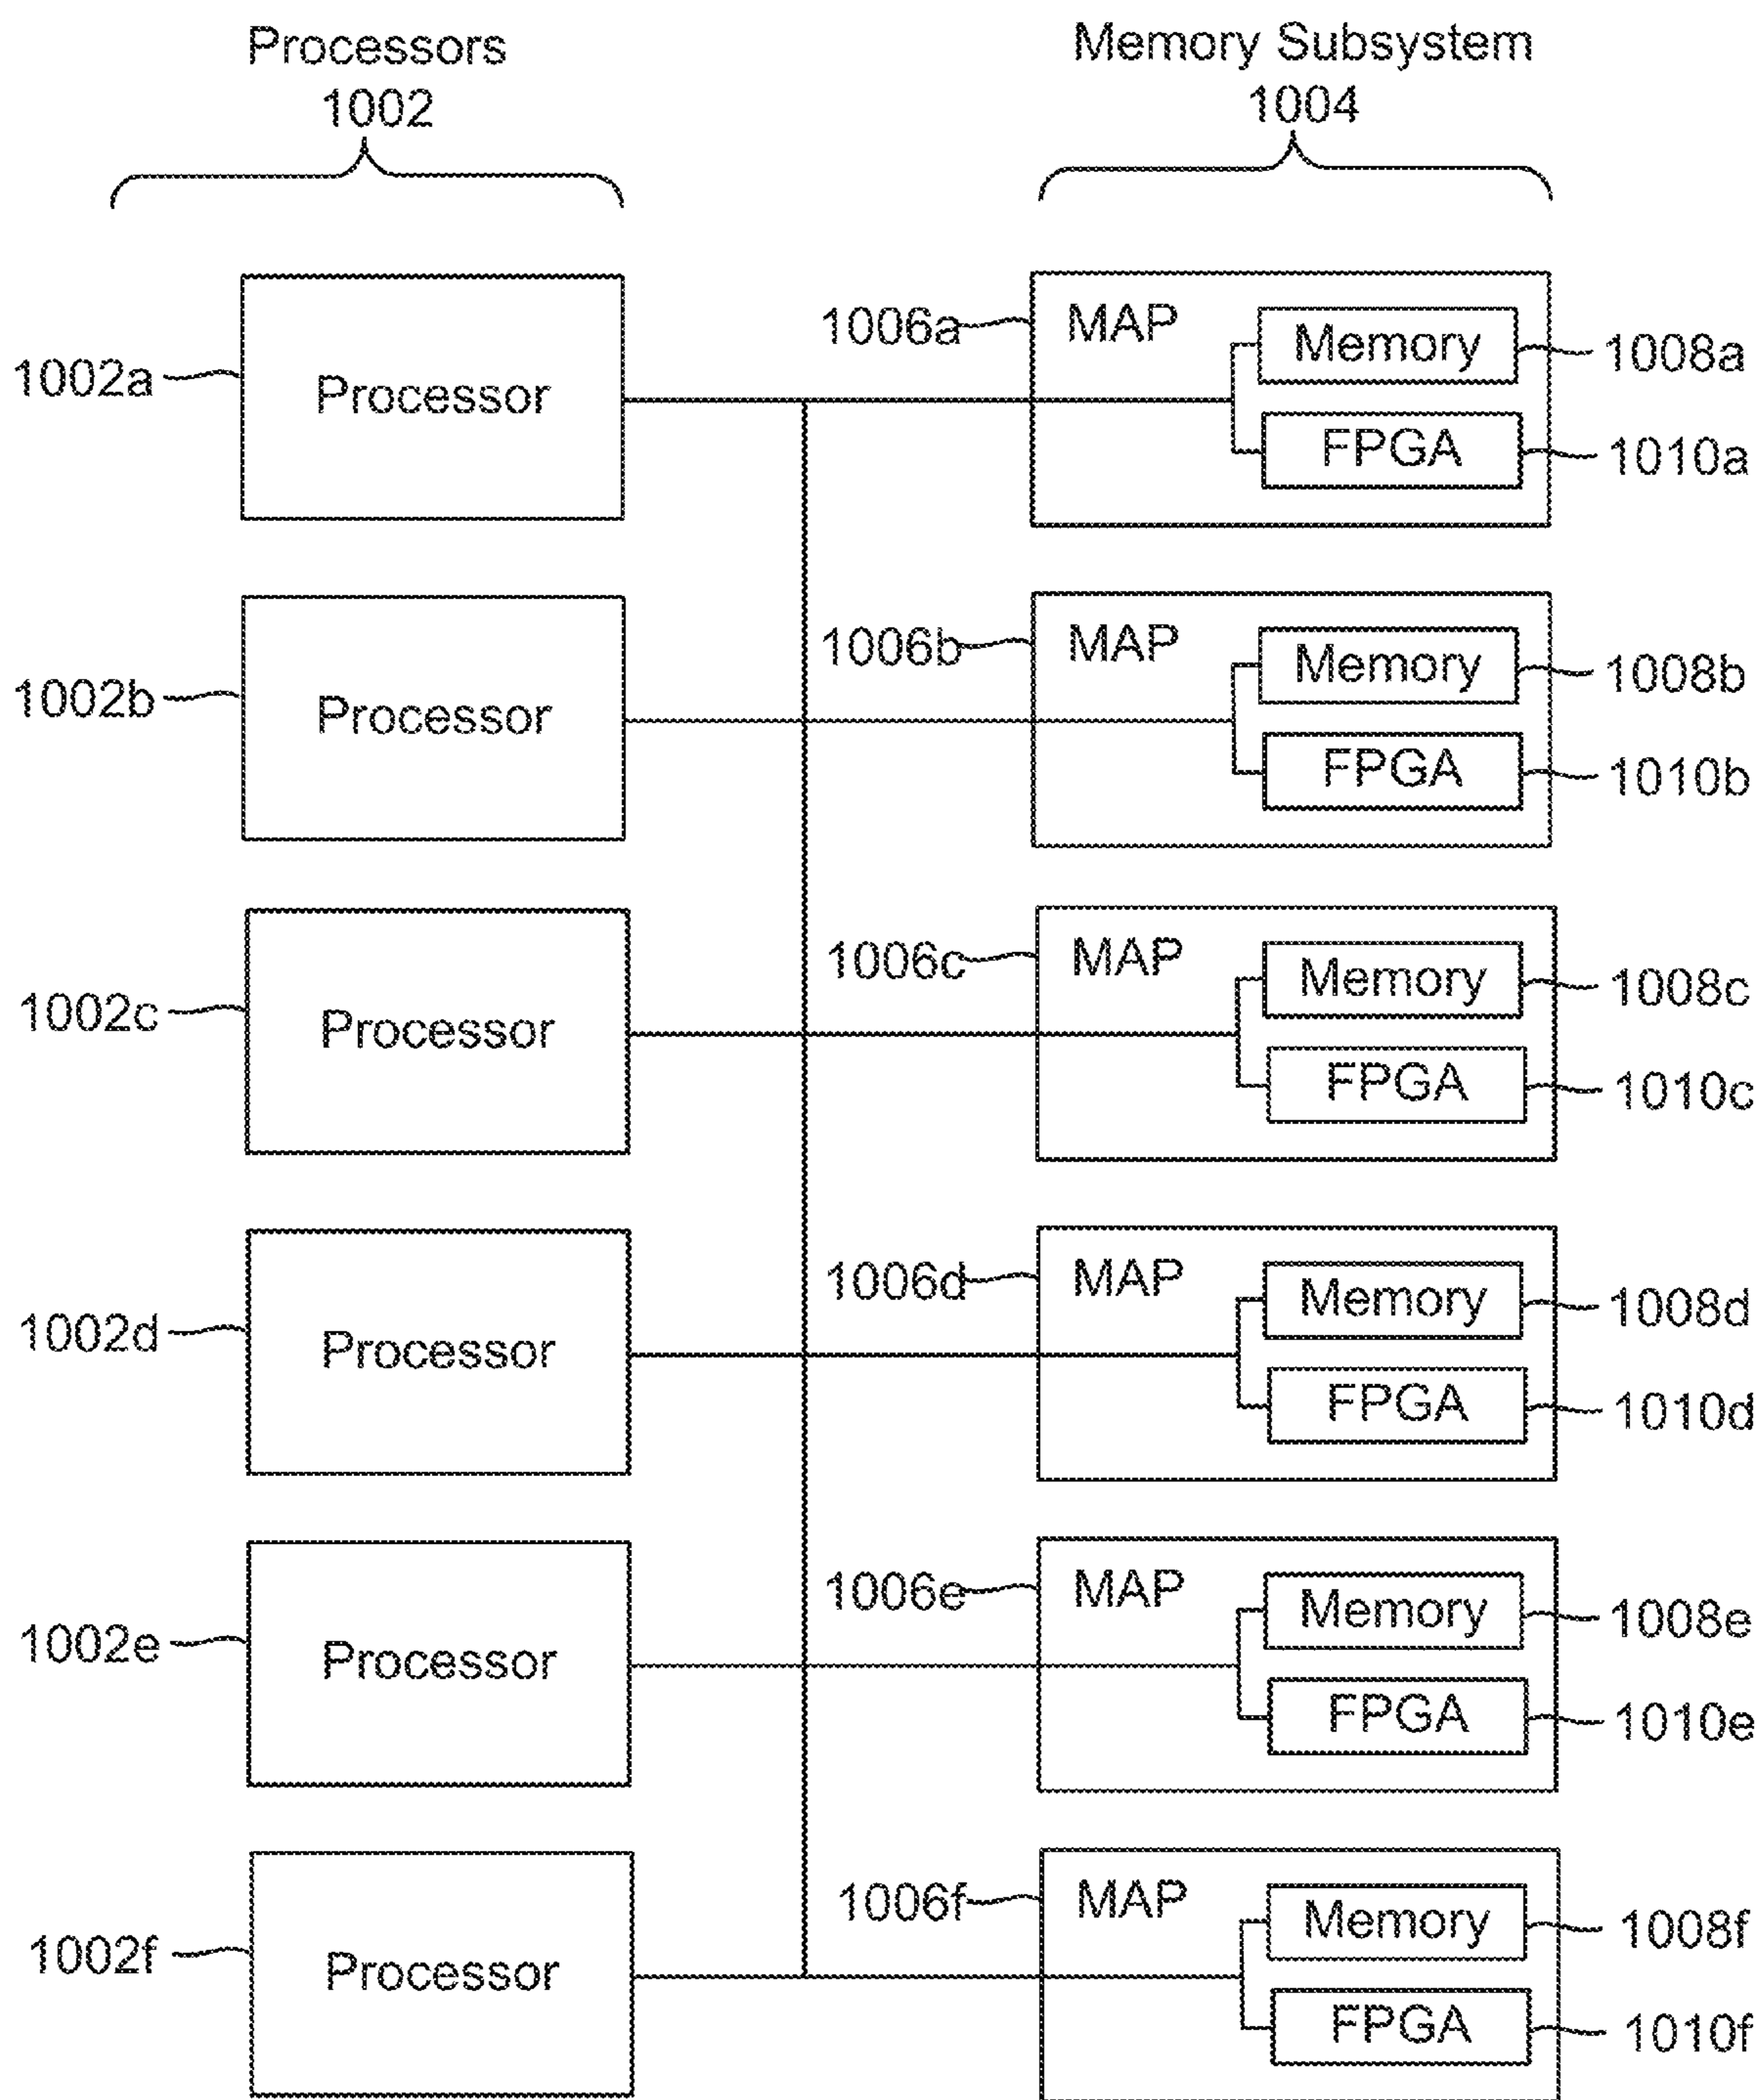 Processors
1002
Memory Subsystem
1004
1002a
Processor
1006a
MAP
Memory
1008a
FPGA
1010a
1002b
Processor
1006b
MAP
Memory
1008b
FPGA
1010b
1002c
Processor
1006c
MAP
Memory
1008c
FPGA
1010c
1002d
Processor
1006d
MAP
Memory
1008d
FPGA
1010d
1002e
Processor
1006e
MAP
Memory
1008e
FPGA
1010e
1002f
Processor
1006f
MAP
Memory
1008f
FPGA
1010f